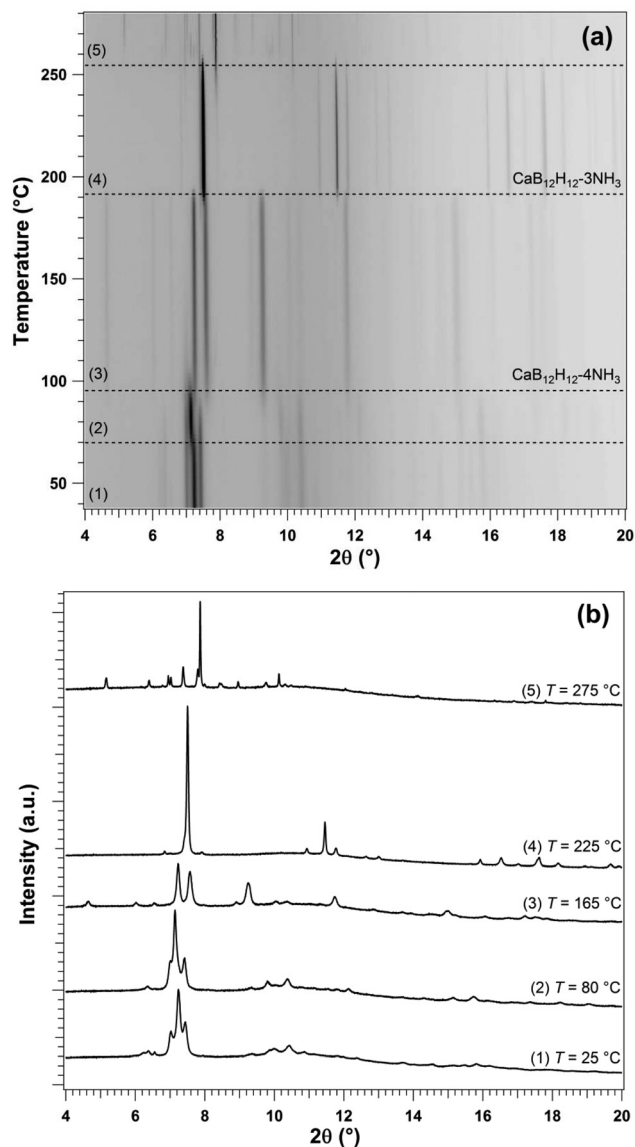 (a)
(5)
250
200
CaB₁₂H₁₂-3NH₃
(4)
150
100
CaB₁₂H₁₂-4NH₃
(3)
(2)
50
(1)
Temperature (°C)
4 6 8 10 12 14 16 18 20
2θ (°)
(b)
(5) T = 275 °C
(4) T = 225 °C
(3) T = 165 °C
(2) T = 80 °C
(1) T = 25 °C
Intensity (a.u.)
4 6 8 10 12 14 16 18 20
2θ (°)